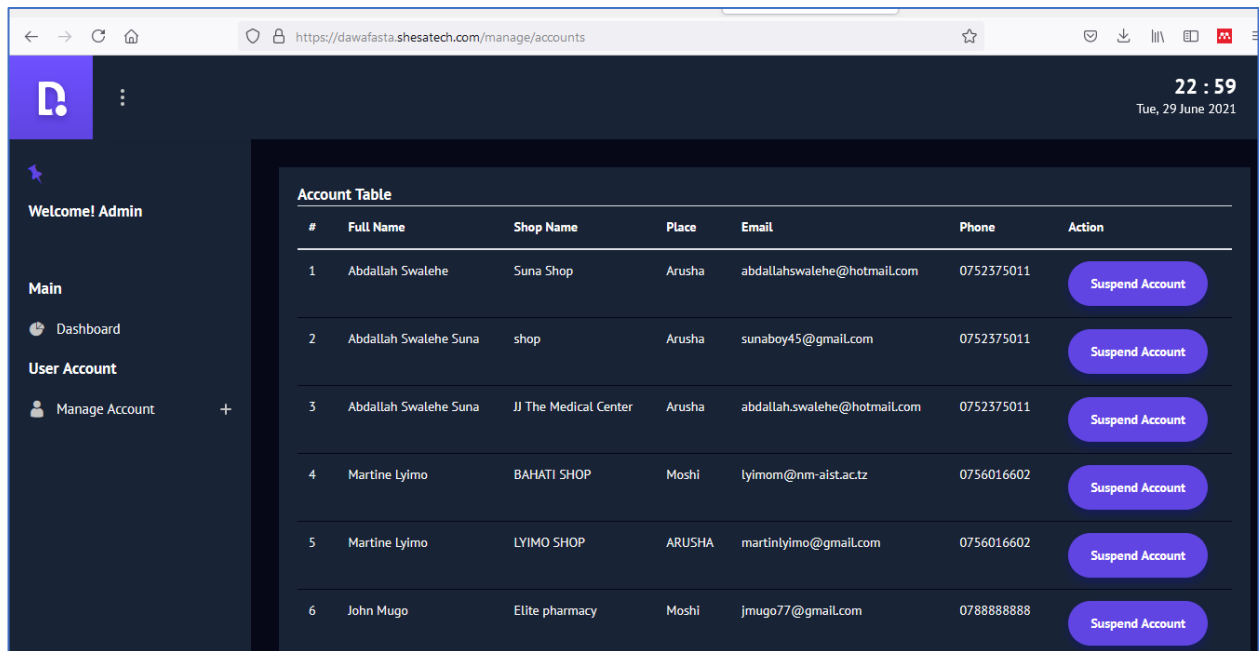 https://dawafasta.shesatech.com/manage/accounts
D.
22 : 59
Tue, 29 June 2021
Welcome! Admin
Main
Dashboard
User Account
Manage Account +
Account Table
# Full Name Shop Name Place Email Phone Action
1 Abdallah Swalehe Suna Shop Arusha abdallahswalehe@hotmail.com 0752375011 Suspend Account
2 Abdallah Swalehe Suna shop Arusha sunaboy45@gmail.com 0752375011 Suspend Account
3 Abdallah Swalehe Suna JJ The Medical Center Arusha abdallah.swalehe@hotmail.com 0752375011 Suspend Account
4 Martine Lyimo BAHATI SHOP Moshi lyimom@nm-aist.ac.tz 0756016602 Suspend Account
5 Martine Lyimo LYIMO SHOP ARUSHA martinlyimo@gmail.com 0756016602 Suspend Account
6 John Mugo Elite pharmacy Moshi jmugo77@gmail.com 0788888888 Suspend Account